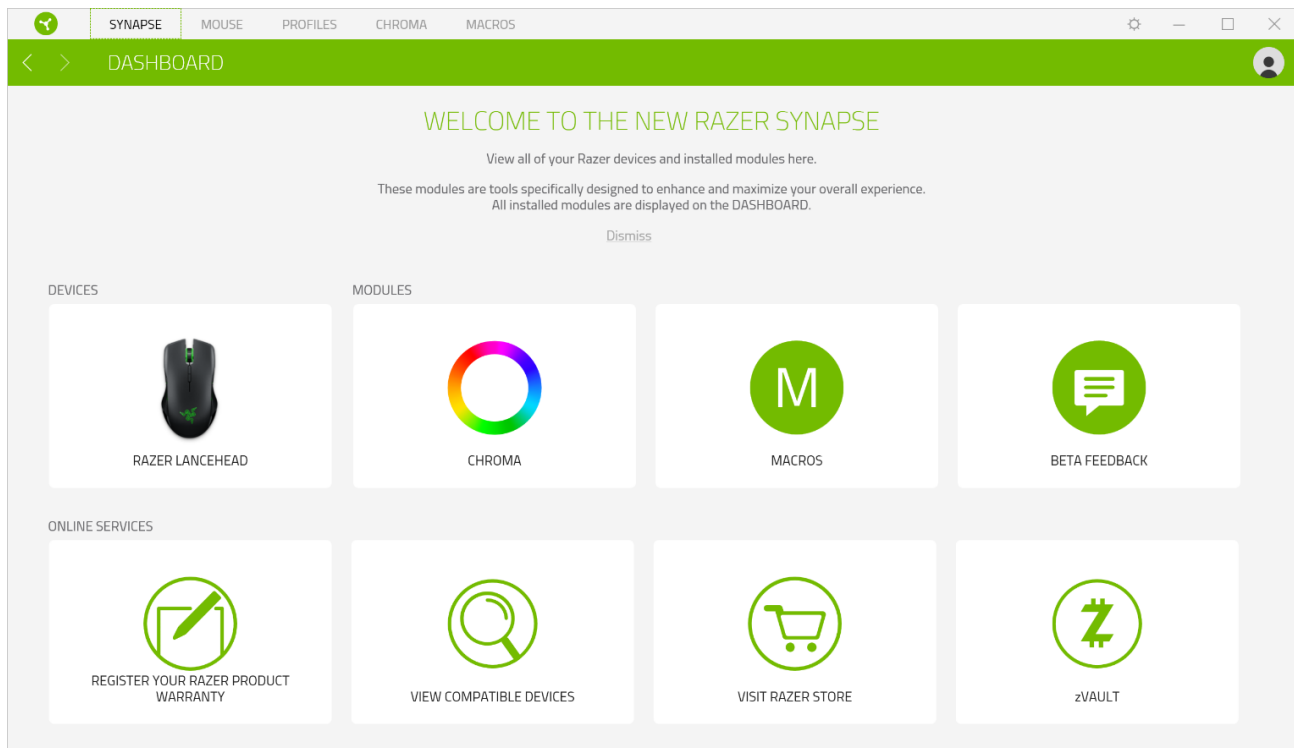 SYNAPSE MOUSE PROFILES CHROMA MACROS
DASHBOARD
WELCOME TO THE NEW RAZER SYNAPSE
View all of your Razer devices and installed modules here.
These modules are tools specifically designed to enhance and maximize your overall experience.
All installed modules are displayed on the DASHBOARD.
Dismiss
DEVICES
MODULES
M
RAZER LANCEHEAD
CHROMA
MACROS
BETA FEEDBACK
ONLINE SERVICES
REGISTER YOUR RAZER PRODUCT
WARRANTY
VIEW COMPATIBLE DEVICES
VISIT RAZER STORE
Z
zVAULT